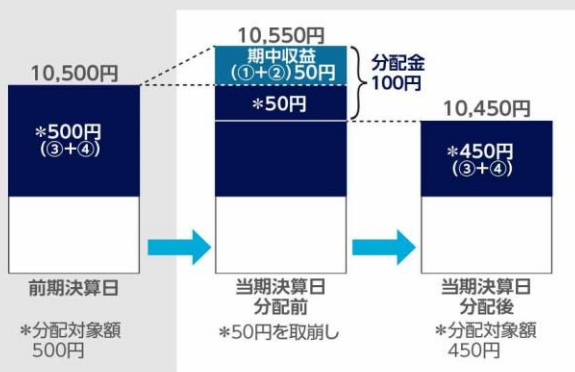 10,550円
期中収益
(①+②)50円
分配金
100円
10,500円
*50円
10,450円
*500円
(③+④)
*450円
(③+④)
前期決算日
当期決算日
分配前
当期決算日
分配後
*分配対象額
500円
*50円を取崩し
*分配対象額
450円